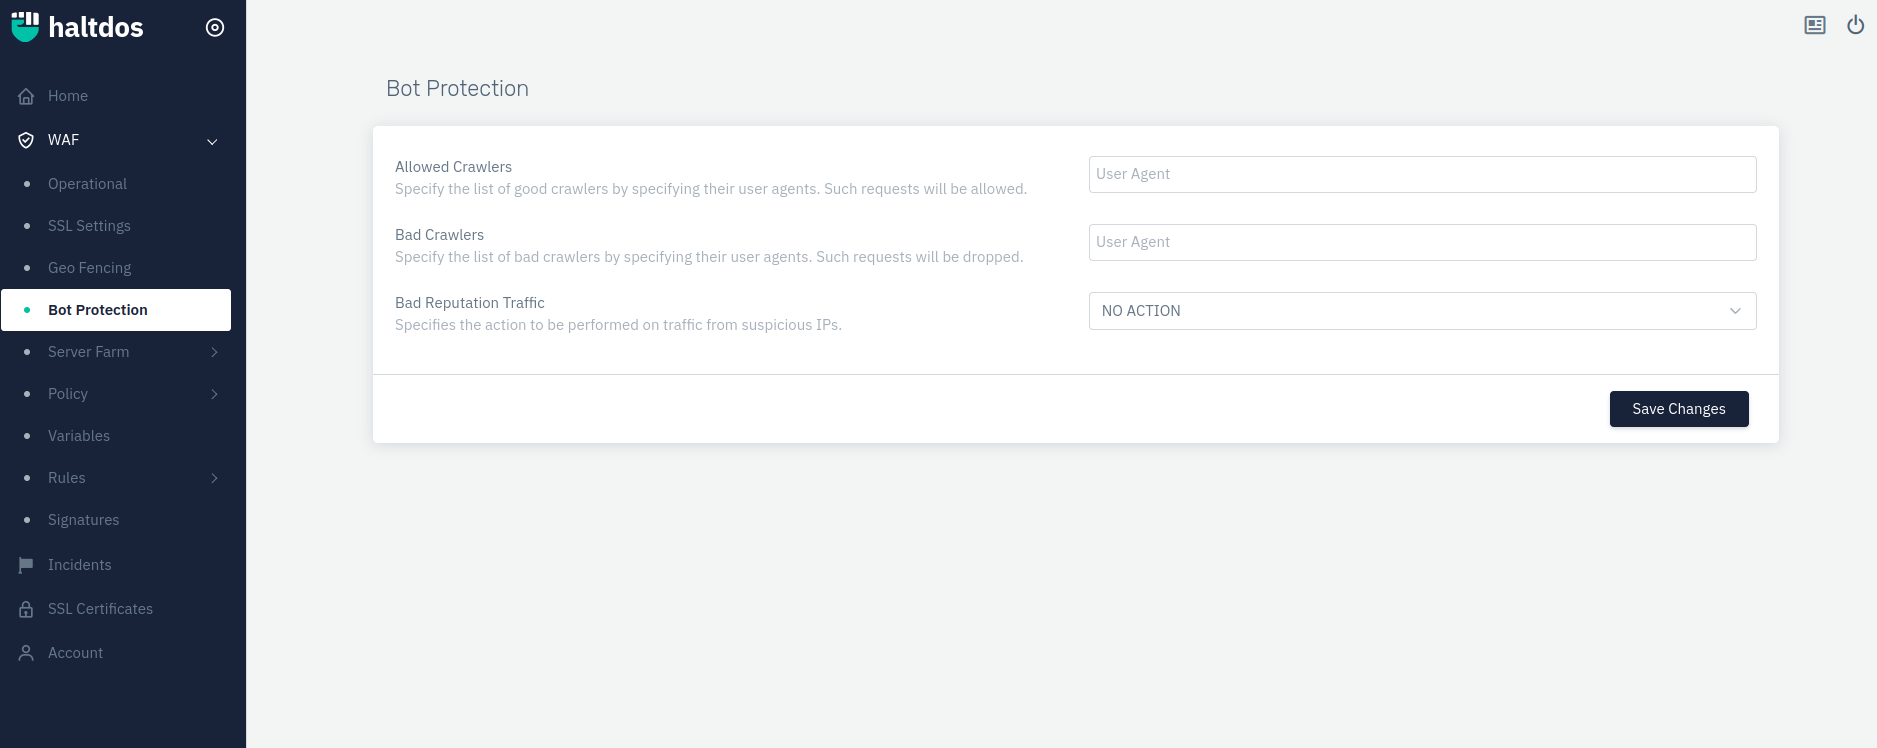 haltdos
Home
WAF
Operational
SSL Settings
Geo Fencing
Bot Protection
Server Farm
Policy
Variables
Rules
Signatures
Incidents
SSL Certificates
Account
Bot Protection
Allowed Crawlers
Specify the list of good crawlers by specifying their user agents. Such requests will be allowed.
User Agent
Bad Crawlers
Specify the list of bad crawlers by specifying their user agents. Such requests will be dropped.
User Agent
Bad Reputation Traffic
Specifies the action to be performed on traffic from suspicious IPs.
NO ACTION
Save Changes